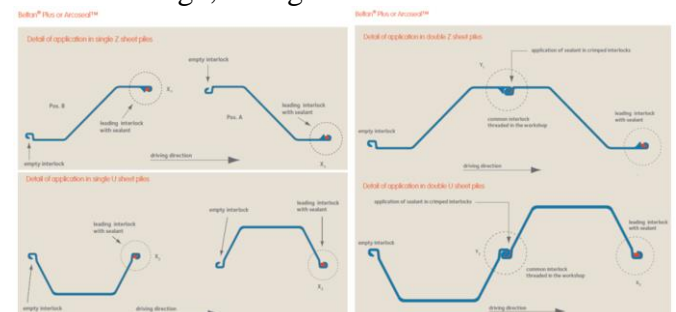 Beltan® Plus or Arcoseal™
Detail of application in single Z sheet piles
empty interlock
Pos. B
Pos. A
leading interlock
with sealant
leading interlock
with sealant
empty interlock
driving direction
Detail of application in single U sheet piles
leading interlock
with sealant
empty interlock
leading interlock
with sealant
empty interlock
driving direction
Beltan® Plus or Arcoseal™
Detail of application in double Z sheet piles
application of sealant in crimped interlocks
leading interlock
with sealant
empty interlock
common interlock
threaded in the workshop
driving direction
Detail of application in double U sheet piles
application of sealant in crimped interlocks
leading interlock
with sealant
empty interlock
common interlock
threaded in the workshop
driving direction